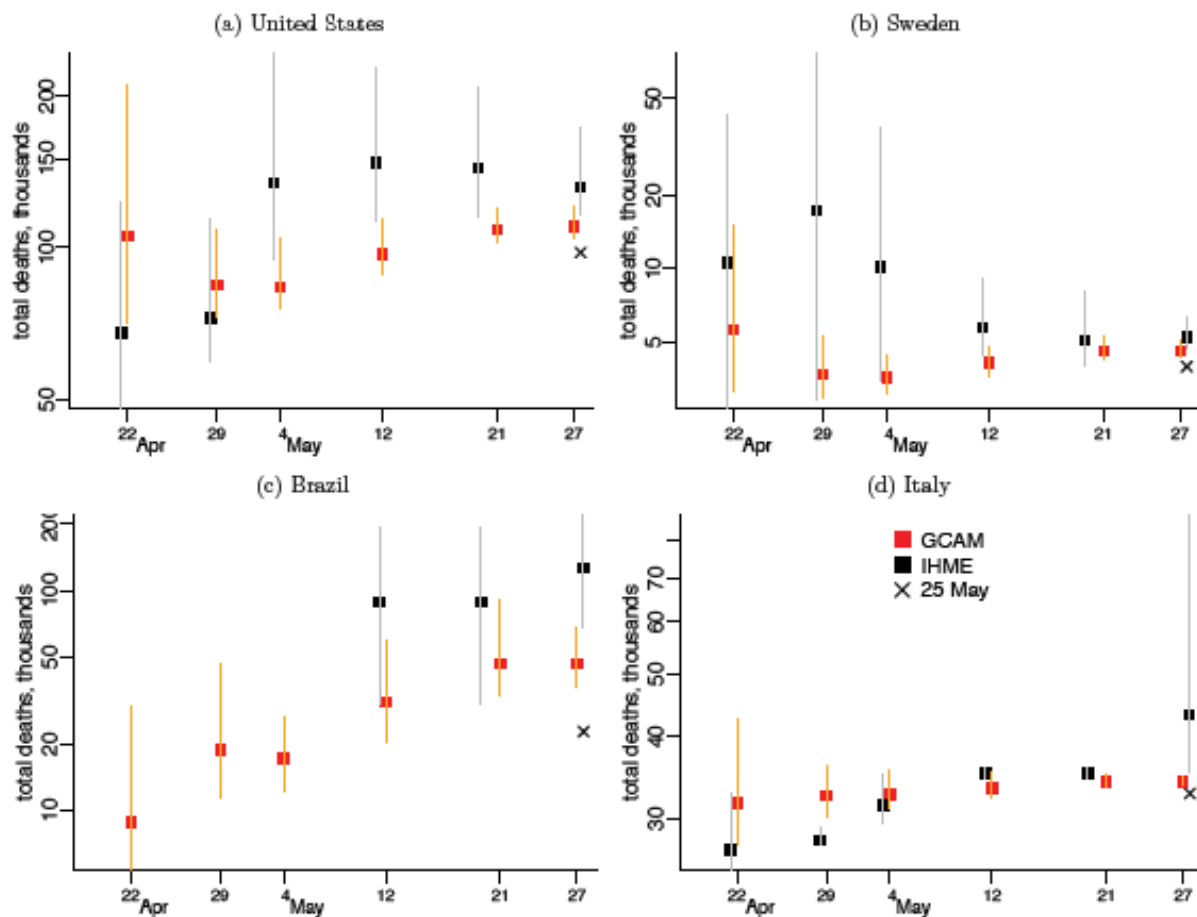 (a) United States
total deaths, thousands
200
150
100
50
22 Apr 29 4 May 12 21 27
(b) Sweden
total deaths, thousands
50
20
10
5
22 Apr 29 4 May 12 21 27
(c) Brazil
total deaths, thousands
200
100
50
20
10
22 Apr 29 4 May 12 21 27
(d) Italy
total deaths, thousands
70
60
50
40
30
GCAM
IHME
25 May
22 Apr 29 4 May 12 21 27